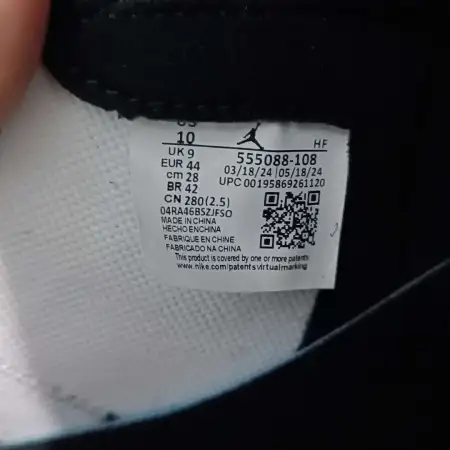 10
UK 9
EUR 44
cm 28
BR 42
CN 280(2.5)
04RA46BSZJFSO
MADE IN CHINA
HECHO EN CHINA
FABRIQUE EN CHINE
FABRICADO NA CHINA
HF
555088-108
03/18/24 05/18/24
UPC 00195869261120
This product is covered by one or more patents
www.nike.com/patents virtual marking